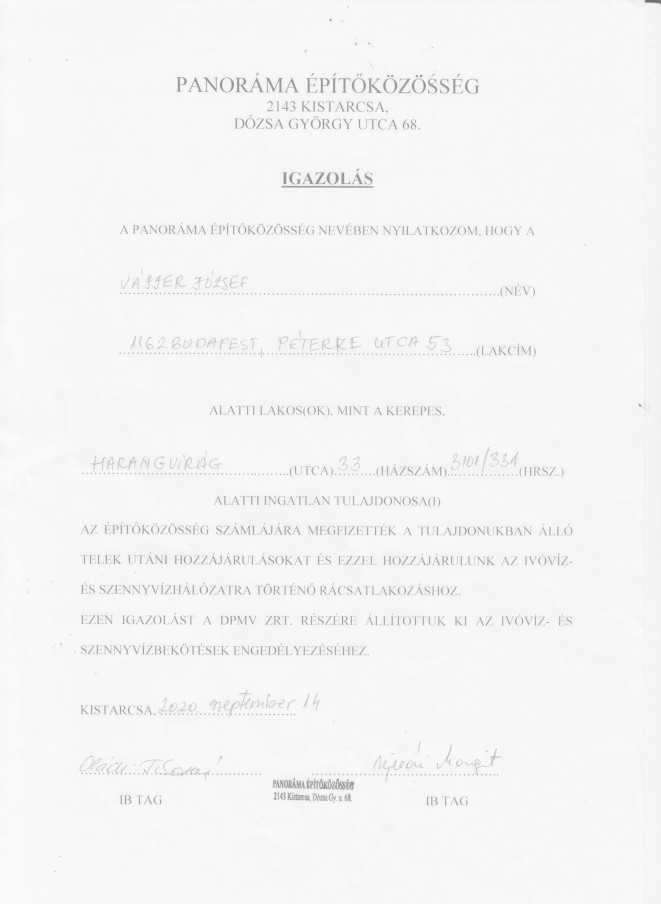 PANORÁMA ÉPÍTŐKÖZÖSSÉG
2143 KISTARCSA,
DÓZSA GYÖRGY UTCA 68.
IGAZOLÁS
A PANORÁMA ÉPÍTŐKÖZÖSSÉG NEVÉBEN NYILATKOZOM, HOGY A
JÓZSEF (NÉV)
1162 BUDAPEST, PÉTERKE UTCA 53 (LAKCÍM)
ALATTI LAKOS(OK), MINT A KEREPES,
HARANGVIRÁG (UTCA) 33 (HÁZSZÁM) 3101/331 (HRSZ.)
ALATTI INGATLAN TULAJDONOSA(I)
AZ ÉPÍTŐKÖZÖSSÉG SZÁMLÁJÁRA MEGFIZETTÉK A TULAJDONUKBAN ÁLLÓ
TELEK UTÁNI HOZZÁJÁRULÁSOKAT ÉS EZZEL HOZZÁJÁRULUNK AZ IVÓVÍZ-
ÉS SZENNYVÍZHÁLÓZATRA TÖRTÉNŐ RÁCSATLAKOZÁSHOZ.
EZEN IGAZOLÁST A DPMV ZRT. RÉSZÉRE ÁLLÍTOTTUK KI AZ IVÓVÍZ- ÉS
SZENNYVÍZBEKÖTÉSEK ENGEDÉLYEZÉSÉHEZ.
KISTARCSA, 2020 szeptember 14
Margit
PANORÁMA ÉPÍTŐKÖZÖSSÉG
2143 Kistarcsa, Dózsa Gy. u. 68.
IB TAG IB TAG